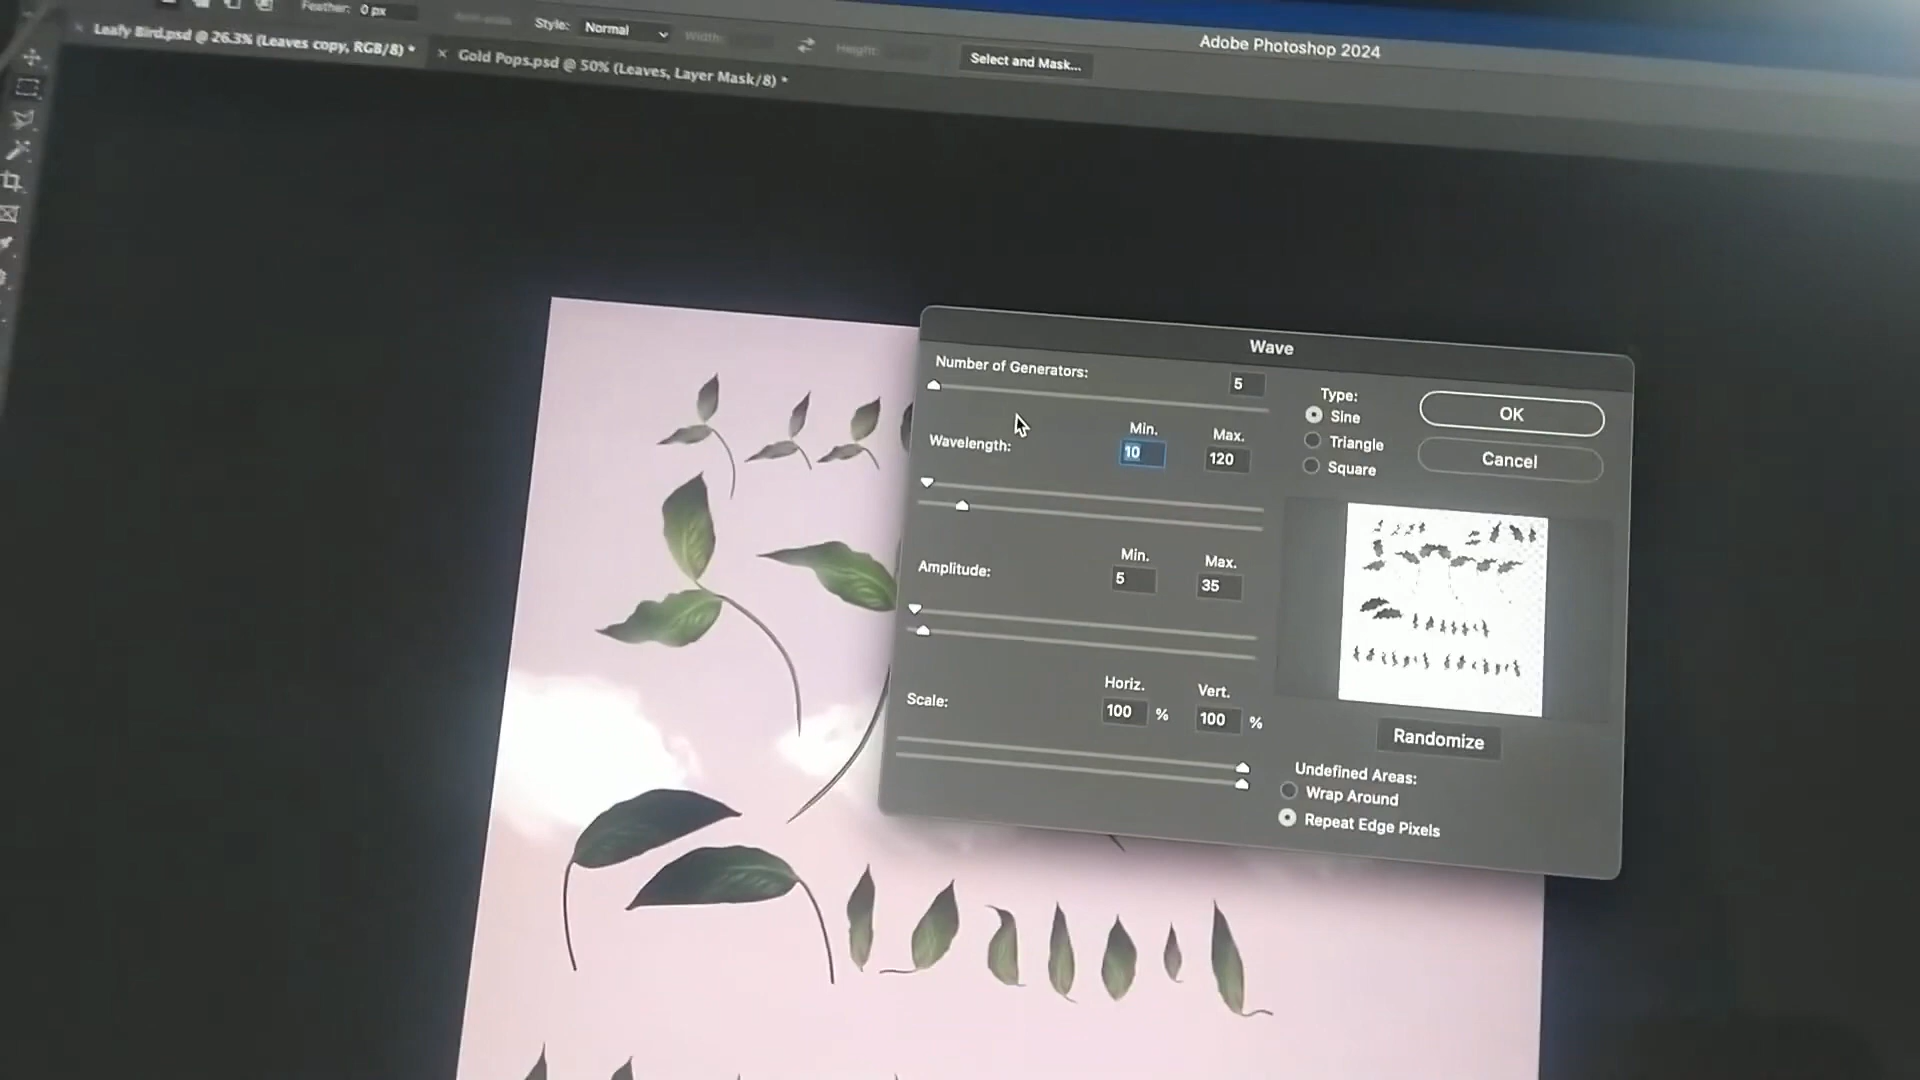 Adobe Photoshop 2024
Feather: 0 px
Style: Normal
Width:
Height:
Select and Mask...
× Leafy Bird.psd @ 26.3% (Leaves copy, RGB/8) *
× Gold Pops.psd @ 50% (Leaves, Layer Mask/8) *
Wave
Number of Generators: 5
Wavelength:
Min. Max.
10 120
Amplitude:
Min. Max.
5 35
Scale:
Horiz. Vert.
100 % 100 %
Type:
Sine
Triangle
Square
OK
Cancel
Randomize
Undefined Areas:
Wrap Around
Repeat Edge Pixels